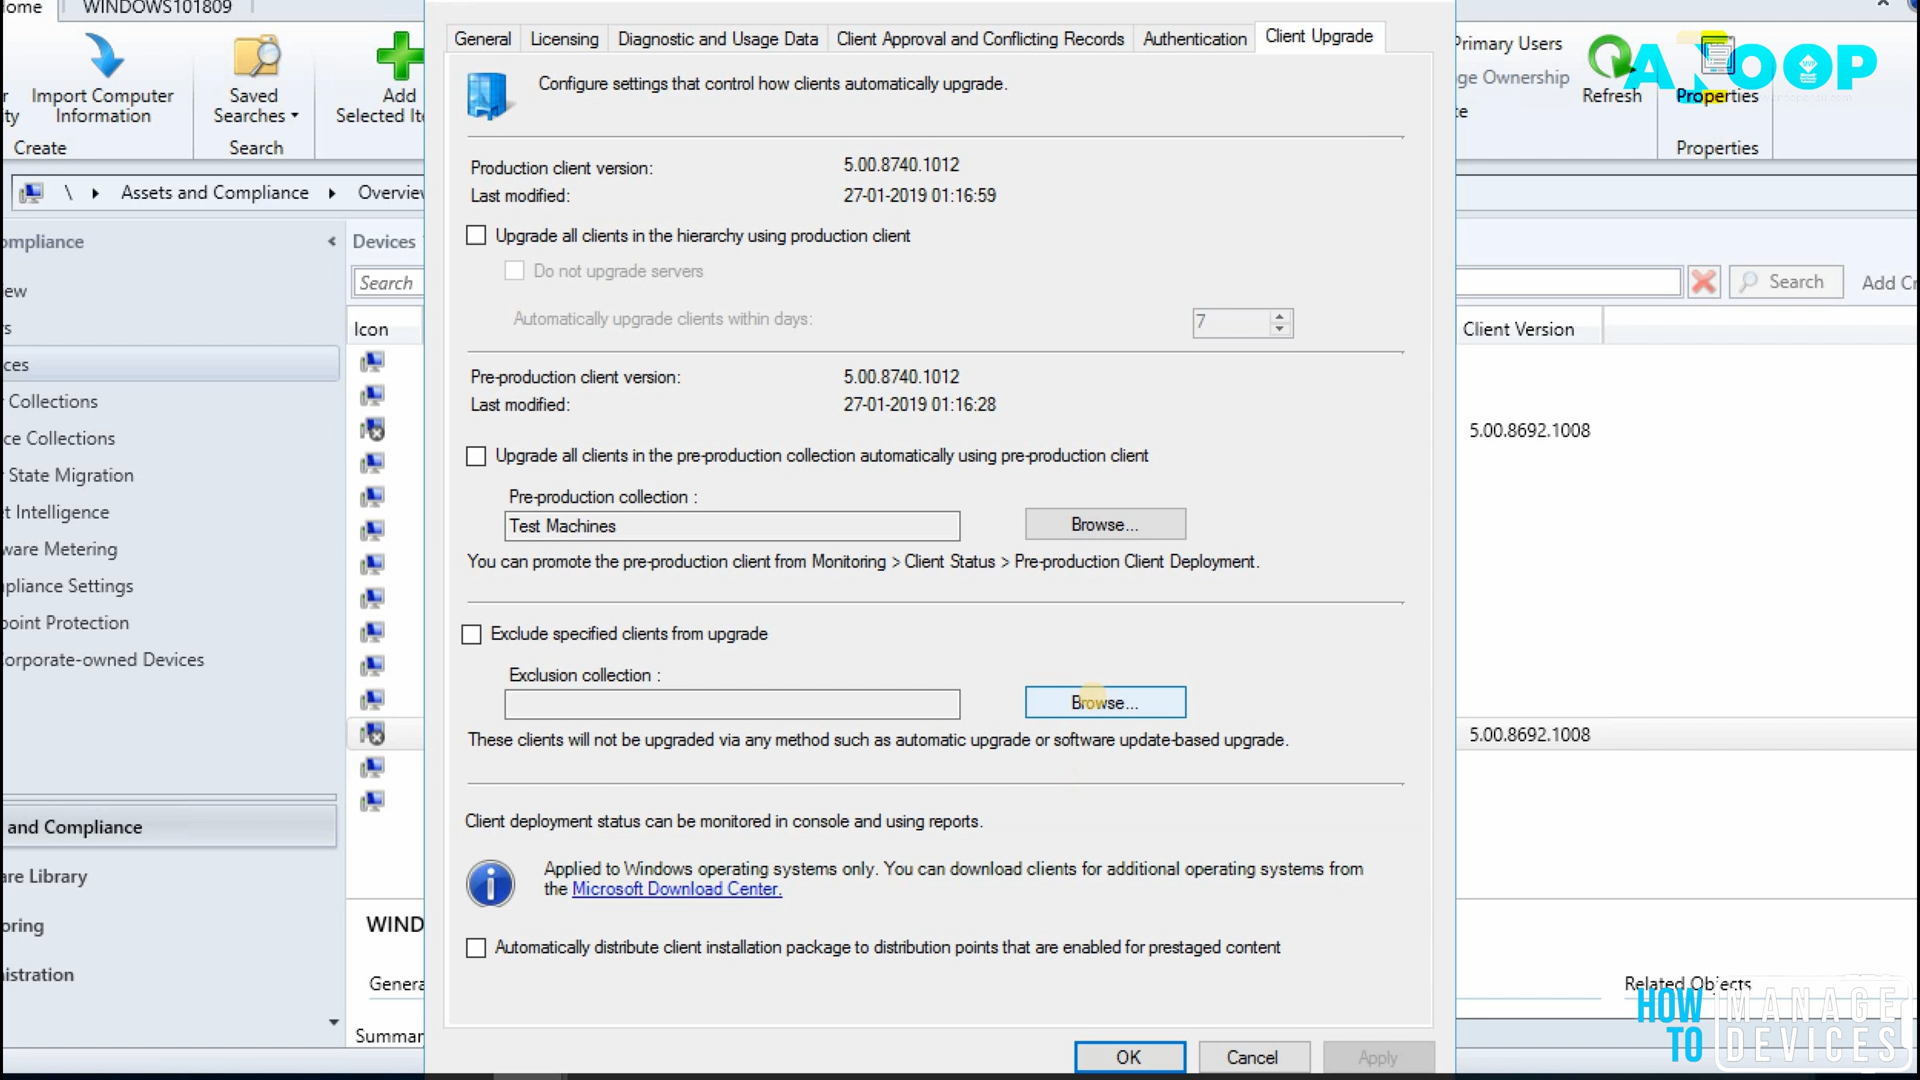 ome
WINDOWS101809
General
Licensing
Diagnostic and Usage Data
Client Approval and Conflicting Records
Authentication
Client Upgrade
Import Computer
Information
Saved
Searches
Add
Selected Ite
Create
Search
Primary Users
ge Ownership
Refresh
Properties
Properties
ANOOP
\
Assets and Compliance
Overview
ompliance
Devices
Search
Search
Add Cr
Icon
Client Version
ew
rs
ces
r Collections
ce Collections
r State Migration
t Intelligence
ware Metering
pliance Settings
point Protection
orporate-owned Devices
and Compliance
are Library
oring
istration
5.00.8692.1008
5.00.8692.1008
Configure settings that control how clients automatically upgrade.
Production client version: 5.00.8740.1012
Last modified: 27-01-2019 01:16:59
Upgrade all clients in the hierarchy using production client
Do not upgrade servers
Automatically upgrade clients within days: 7
Pre-production client version: 5.00.8740.1012
Last modified: 27-01-2019 01:16:28
Upgrade all clients in the pre-production collection automatically using pre-production client
Pre-production collection :
Test Machines
Browse...
You can promote the pre-production client from Monitoring > Client Status > Pre-production Client Deployment.
Exclude specified clients from upgrade
Exclusion collection :
Browse...
These clients will not be upgraded via any method such as automatic upgrade or software update-based upgrade.
Client deployment status can be monitored in console and using reports.
Applied to Windows operating systems only. You can download clients for additional operating systems from
the Microsoft Download Center.
Automatically distribute client installation package to distribution points that are enabled for prestaged content
OK
Cancel
Apply
WIND
Genera
Summar
Related Objects
HOW TO
MANAGE
DEVICES